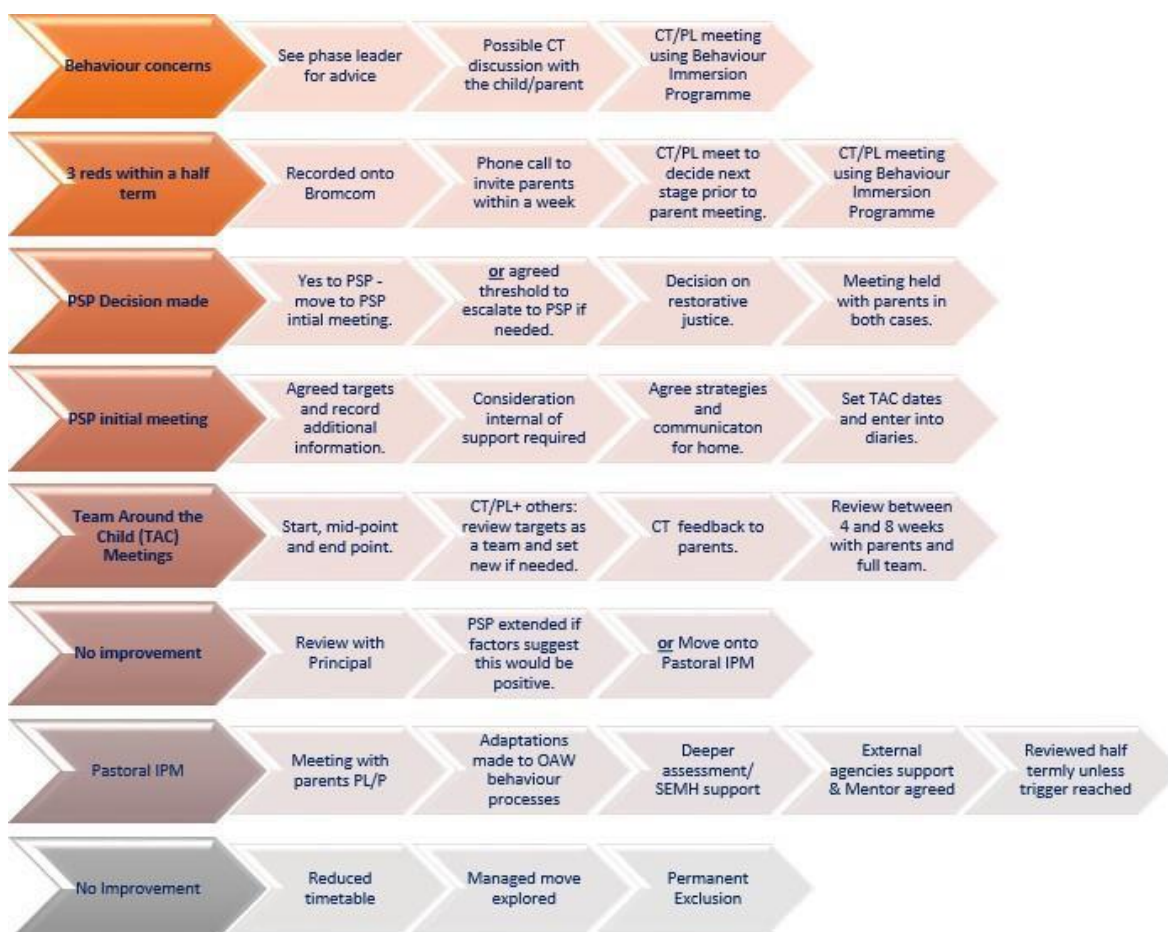 Behaviour concerns
See phase leader
for advice
Possible CT
discussion with
the child/parent
CT/PL meeting
using Behaviour
Immersion
Programme
3 reds within a half
term
Recorded onto
Bromcom
Phone call to
invite parents
within a week
CT/PL meet to
decide next
stage prior to
parent meeting.
CT/PL meeting
using Behaviour
Immersion
Programme
PSP Decision made
Yes to PSP -
move to PSP
intial meeting.
or agreed
threshold to
escalate to PSP if
needed.
Decision on
restorative
justice.
Meeting held
with parents in
both cases.
PSP initial meeting
Agreed targets
and record
additional
information.
Consideration
internal of
support required
Agree strategies
and
communicaton
for home.
Set TAC dates
and enter into
diaries.
Team Around the
Child (TAC)
Meetings
Start, mid-point
and end point.
CT/PL+ others:
review targets as
a team and set
new if needed.
CT feedback to
parents.
Review between
4 and 8 weeks
with parents and
full team.
No improvement
Review with
Principal
PSP extended if
factors suggest
this would be
positive.
or Move onto
Pastoral IPM
Pastoral IPM
Meeting with
parents PL/P
Adaptations
made to OAW
behaviour
processes
Deeper
assessment/
SEMH support
External
agencies support
& Mentor agreed
Reviewed half
termly unless
trigger reached
No Improvement
Reduced
timetable
Managed move
explored
Permanent
Exclusion